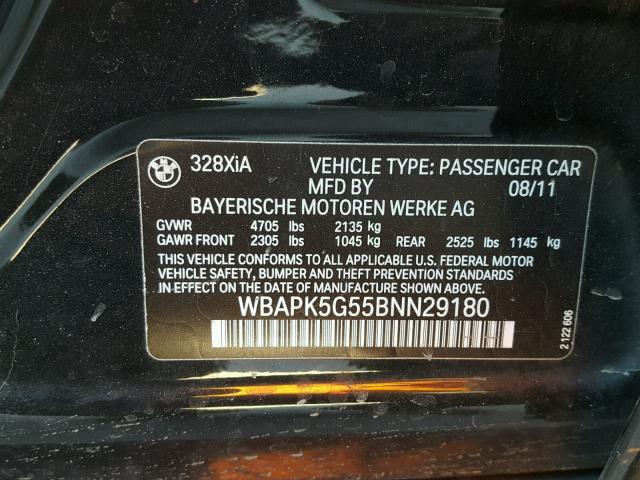 328XiA VEHICLE TYPE: PASSENGER CAR
MFD BY 08/11
BAYERISCHE MOTOREN WERKE AG
GVWR 4705 lbs 2135 kg
GAWR FRONT 2305 lbs 1045 kg REAR 2525 lbs 1145 kg
THIS VEHICLE CONFORMS TO ALL APPLICABLE U.S. FEDERAL MOTOR
VEHICLE SAFETY, BUMPER AND THEFT PREVENTION STANDARDS IN
EFFECT ON THE DATE OF MANUFACTURE SHOWN ABOVE.
WBAPK5G55BNN29180
2 122 606